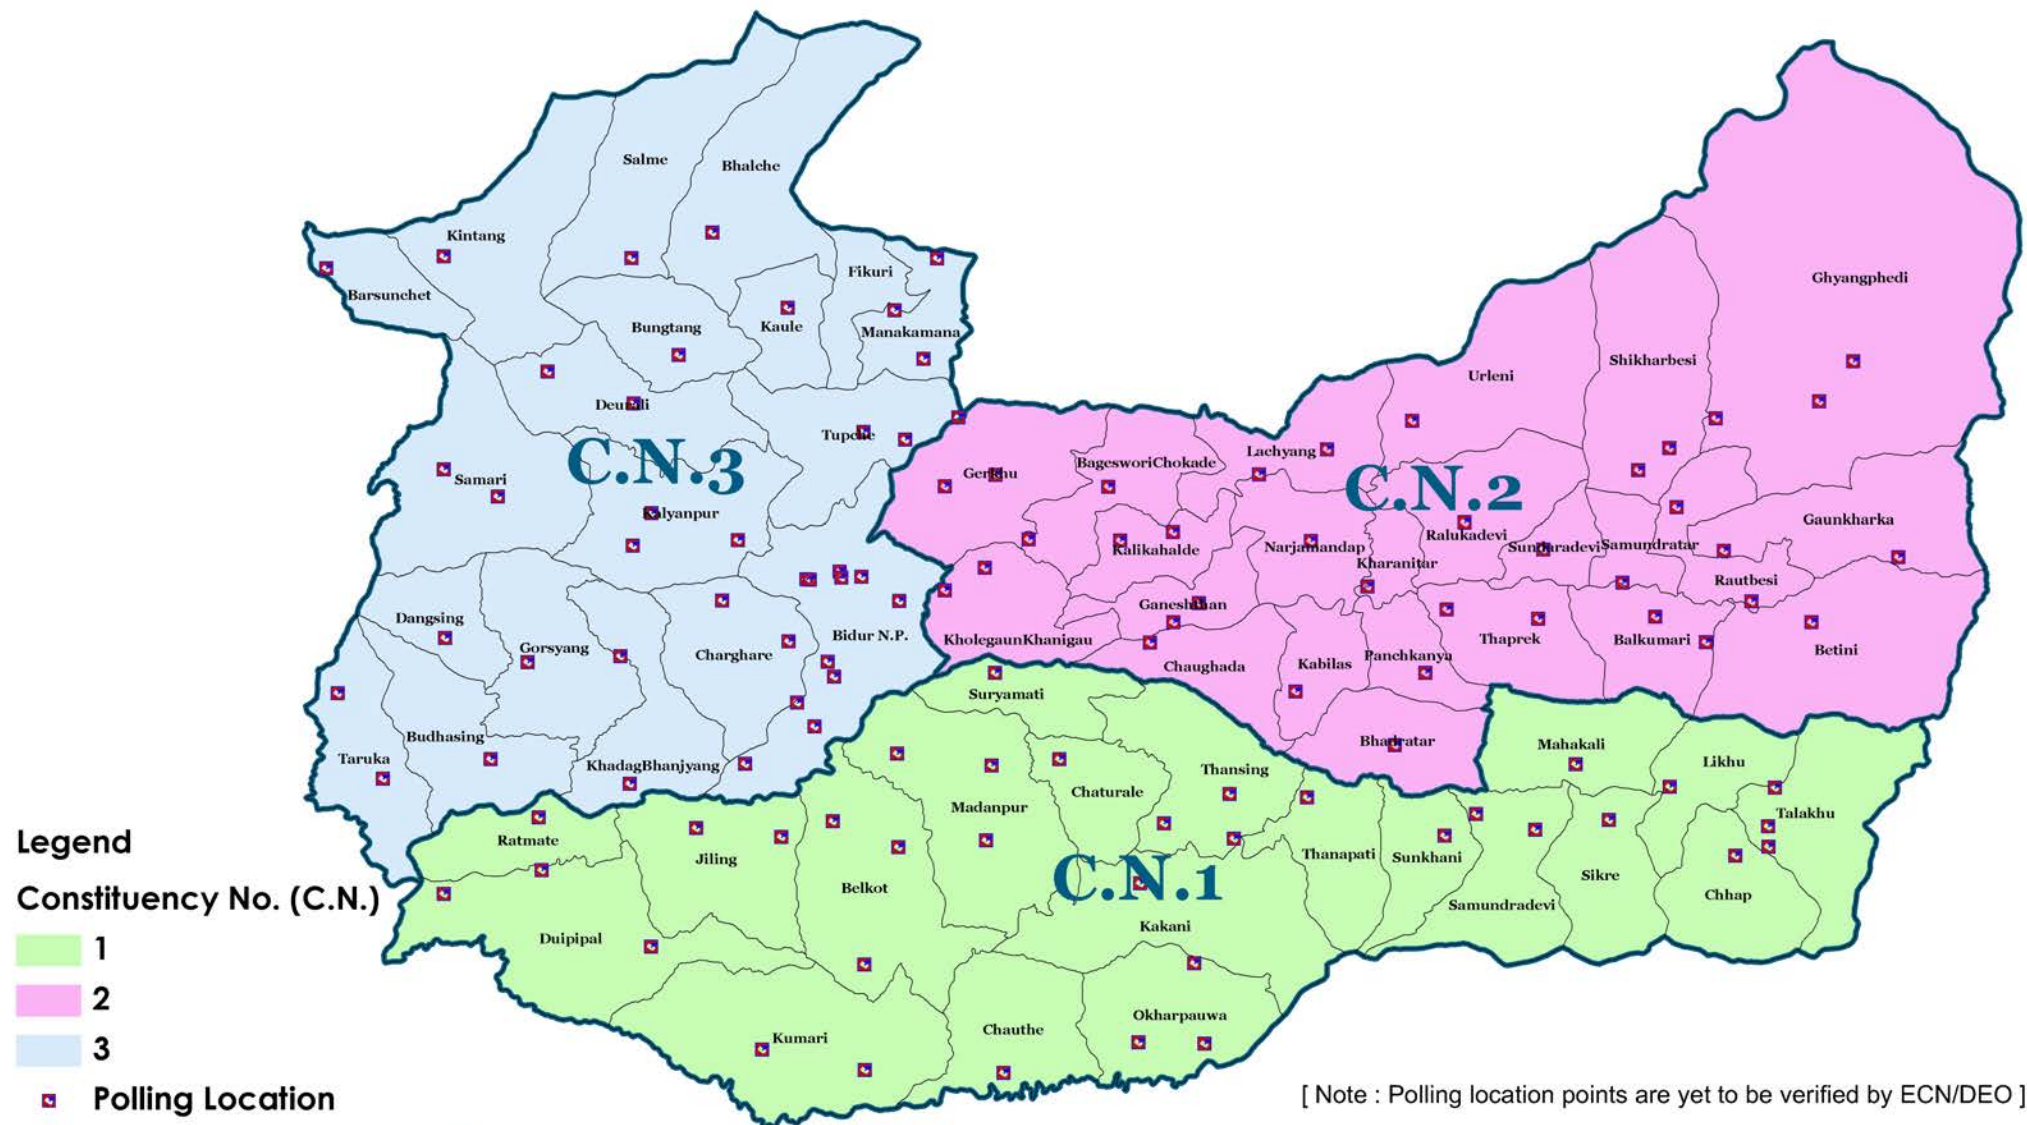 Salme
Bhalche
Kintang
Fikuri
Barsunchet
Ghyangphedi
Bungtang
Kaule
Manakamana
Shikharbesi
Urleni
Deurali
Tupche
C.N.3
Lachyang
BagesworiChokade
Gerkhu
Samari
C.N.2
Kalyanpur
Gaunkharka
Ralukadevi
Sundaradevi
Samundratar
Narjamandap
Kalikahalde
Kharanitar
Rautbesi
Ganeshthan
Dangsing
Bidur N.P.
KholegaunKhanigau
Thaprek
Balkumari
Gorsyang
Charghare
Betini
Panchkanya
Kabilas
Chaughada
Suryamati
Budhasing
Bhadratar
Mahakali
Taruka
KhadagBhanjyang
Likhu
Thansing
Chaturale
Madanpur
Talakhu
Ratmate
Jiling
Thanapati
Sunkhani
C.N.1
Belkot
Sikre
Chhap
Samundradevi
Kakani
Duipipal
Okharpauwa
Chauthe
Kumari
Legend
Constituency No. (C.N.)
1
2
3
Polling Location
[ Note : Polling location points are yet to be verified by ECN/DEO ]